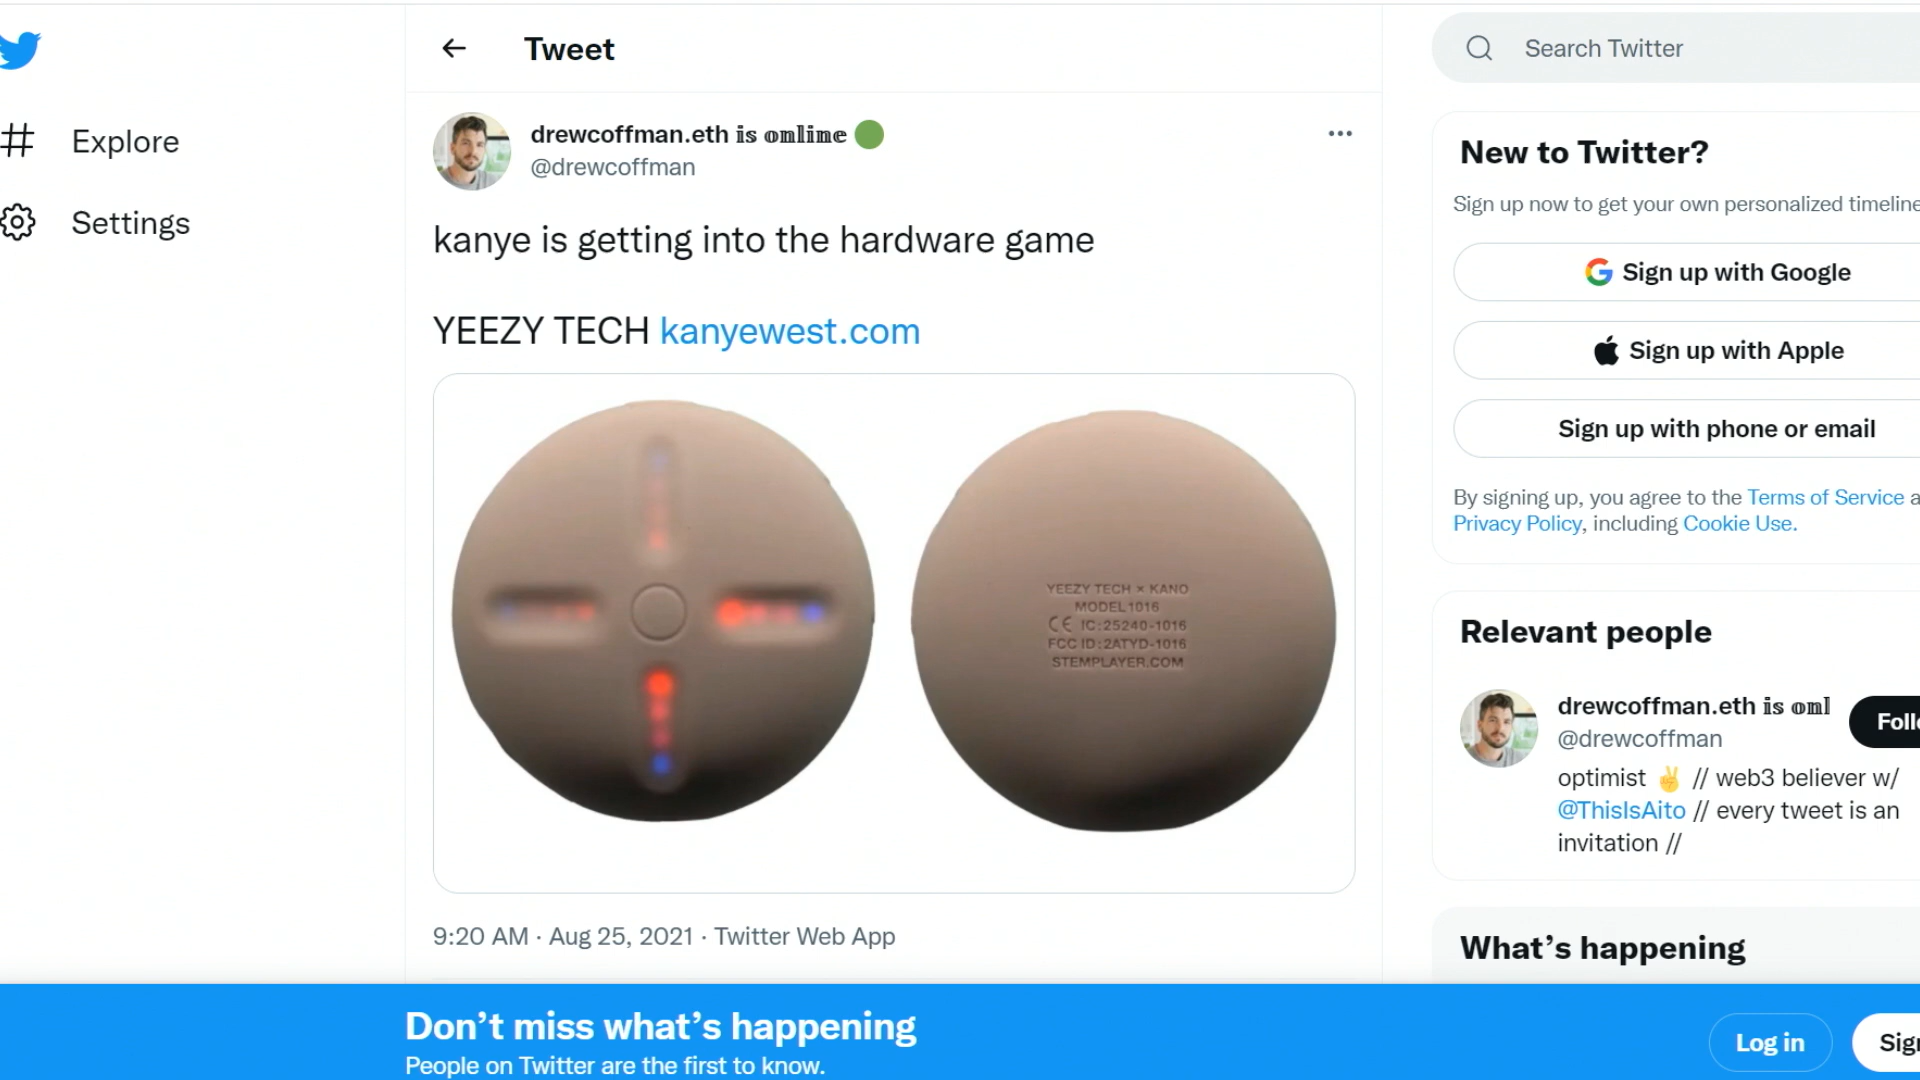 Tweet
Search Twitter
Explore
Settings
drewcoffman.eth 𝕚𝕤 𝕠𝕟𝕝𝕚𝕟𝕖
@drewcoffman
kanye is getting into the hardware game
YEEZY TECH kanyewest.com
YEEZY TECH × KANO
MODEL 1016
CE IC:25240-1016
FCC ID:2ATYD-1016
STEMPLAYER.COM
9:20 AM · Aug 25, 2021 · Twitter Web App
New to Twitter?
Sign up now to get your own personalized timeline
Sign up with Google
Sign up with Apple
Sign up with phone or email
By signing up, you agree to the Terms of Service a
Privacy Policy, including Cookie Use.
Relevant people
drewcoffman.eth 𝕚𝕤 𝕠𝕟𝕝
@drewcoffman
Foll
optimist ✌️ // web3 believer w/
@ThisIsAito // every tweet is an
invitation //
What’s happening
Don’t miss what’s happening
People on Twitter are the first to know.
Log in
Sign